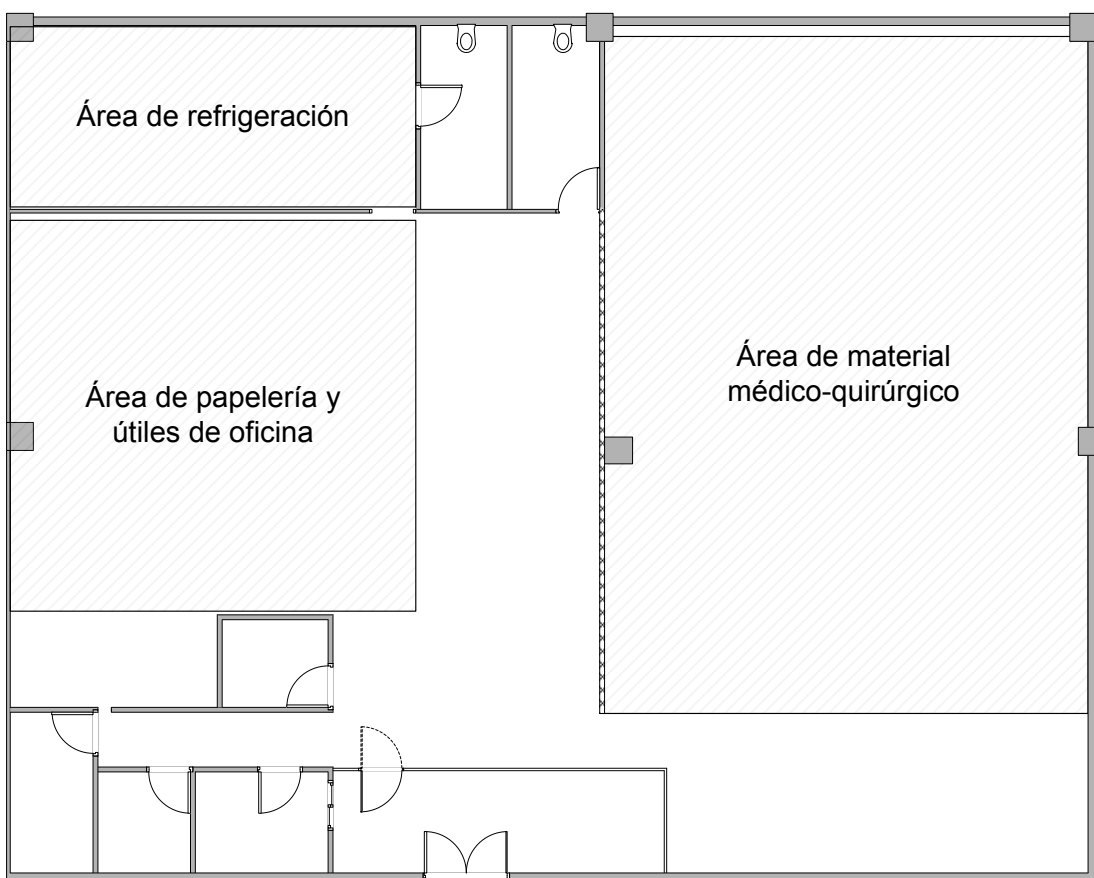 Área de refrigeración
Área de papelería y
útiles de oficina
Área de material
médico-quirúrgico